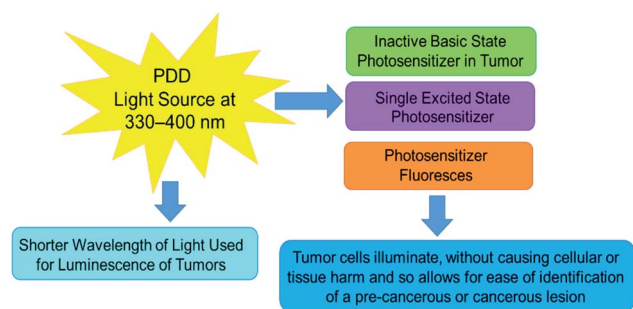 PDD
Light Source at
330–400 nm
Inactive Basic State
Photosensitizer in Tumor
Single Excited State
Photosensitizer
Photosensitizer
Fluoresces
Shorter Wavelength of Light Used
for Luminescence of Tumors
Tumor cells illuminate, without causing cellular or
tissue harm and so allows for ease of identification
of a pre-cancerous or cancerous lesion